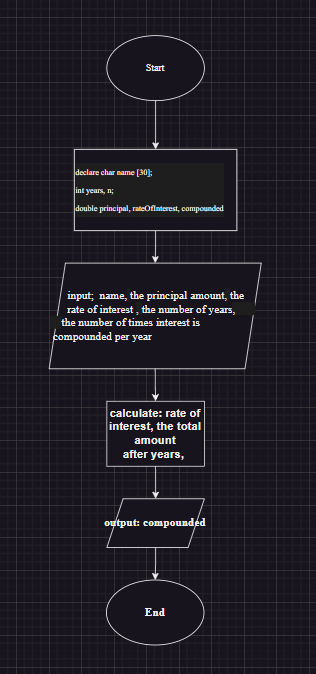 Start
declare char name [30];
int years, n;
double principal, rateOfInterest, compounded
input;  name, the principal amount, the
rate of interest , the number of years,
the number of times interest is
compounded per year
calculate: rate of
interest, the total
amount
after years,
output: compounded
End